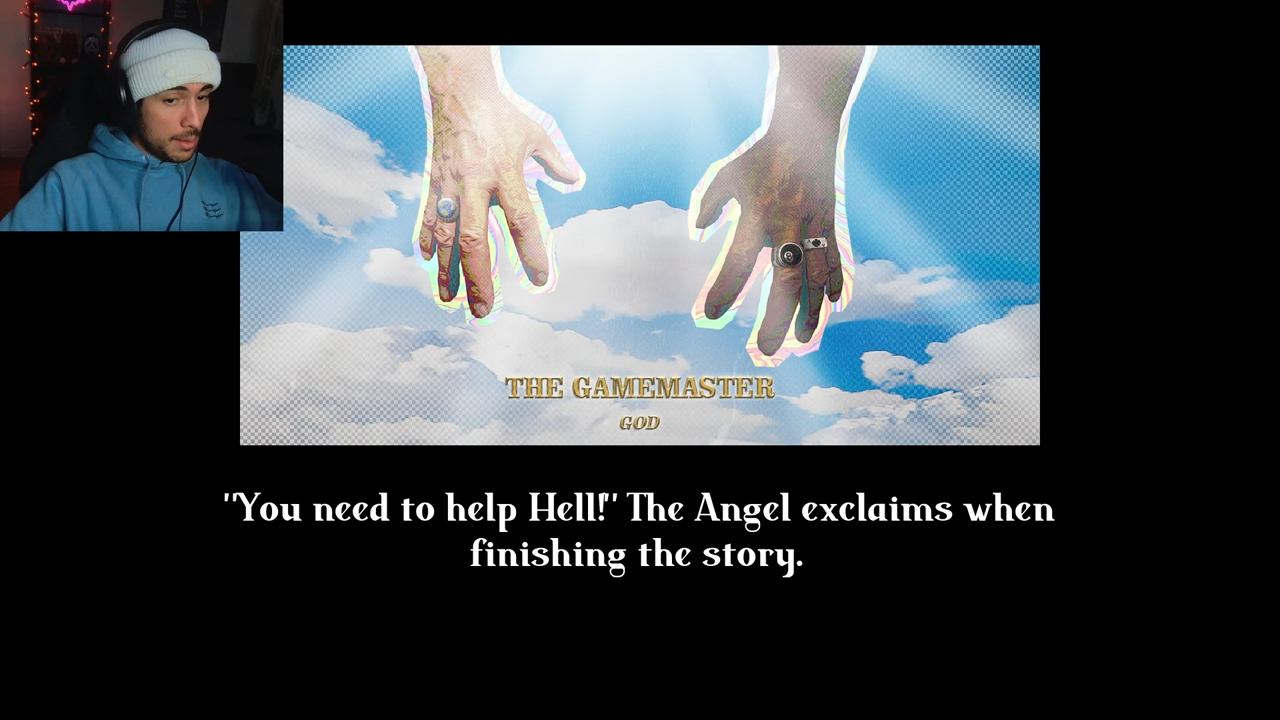 THE GAMEMASTER
GOD
"You need to help Hell!" The Angel exclaims when
finishing the story.